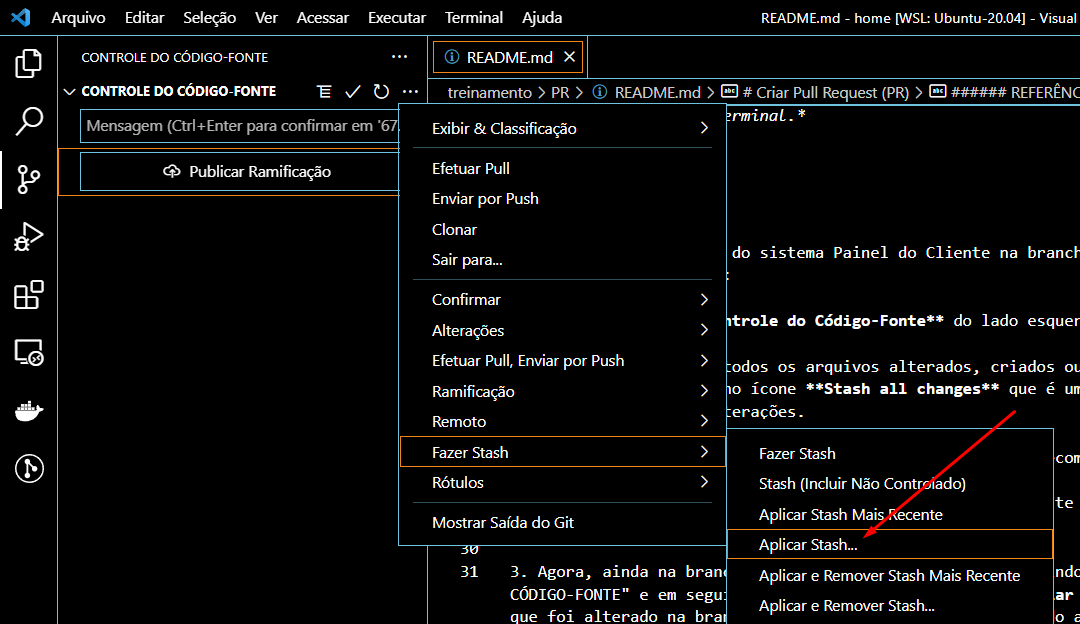 Arquivo Editar Seleção Ver Acessar Executar Terminal Ajuda README.md - home [WSL: Ubuntu-20.04] - Visual
CONTROLE DO CÓDIGO-FONTE ···
CONTROLE DO CÓDIGO-FONTE ···
Mensagem (Ctrl+Enter para confirmar em '67
Publicar Ramificação
README.md
treinamento > PR > README.md > # Criar Pull Request (PR) > ###### REFERÊNC
erminal.*
do sistema Painel do Cliente na branch
:
ntrole do Código-Fonte** do lado esquer
todos os arquivos alterados, criados ou
no ícone **Stash all changes** que é um
terações.
Exibir & Classificação
Efetuar Pull
Enviar por Push
Clonar
Sair para...
Confirmar
Alterações
Efetuar Pull, Enviar por Push
Ramificação
Remoto
Fazer Stash
Rótulos
Mostrar Saída do Git
Fazer Stash
Stash (Incluir Não Controlado)
Aplicar Stash Mais Recente
Aplicar Stash...
Aplicar e Remover Stash Mais Recente
Aplicar e Remover Stash...
com
te
30
31 3. Agora, ainda na bran ndo
CÓDIGO-FONTE" e em segui ar
que foi alterado na bran o a